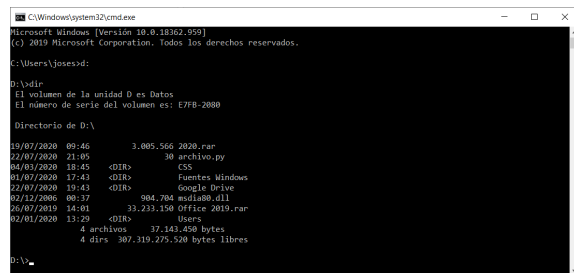 C:\Windows\system32\cmd.exe
Microsoft Windows [Versión 10.0.18362.959]
(c) 2019 Microsoft Corporation. Todos los derechos reservados.
C:\Users\joses>d:
D:\>dir
El volumen de la unidad D es Datos
El número de serie del volumen es: E7FB-2080
Directorio de D:\
19/07/2020 09:46 3.005.566 2020.rar
22/07/2020 21:05 30 archivo.py
04/03/2020 18:45 <DIR> CSS
01/07/2020 17:43 <DIR> Fuentes Windows
22/07/2020 19:43 <DIR> Google Drive
02/12/2006 00:37 904.704 msdia80.dll
26/07/2019 14:01 33.233.150 Office 2019.rar
02/01/2020 13:29 <DIR> Users
4 archivos 37.143.450 bytes
4 dirs 307.319.275.520 bytes libres
D:\>_